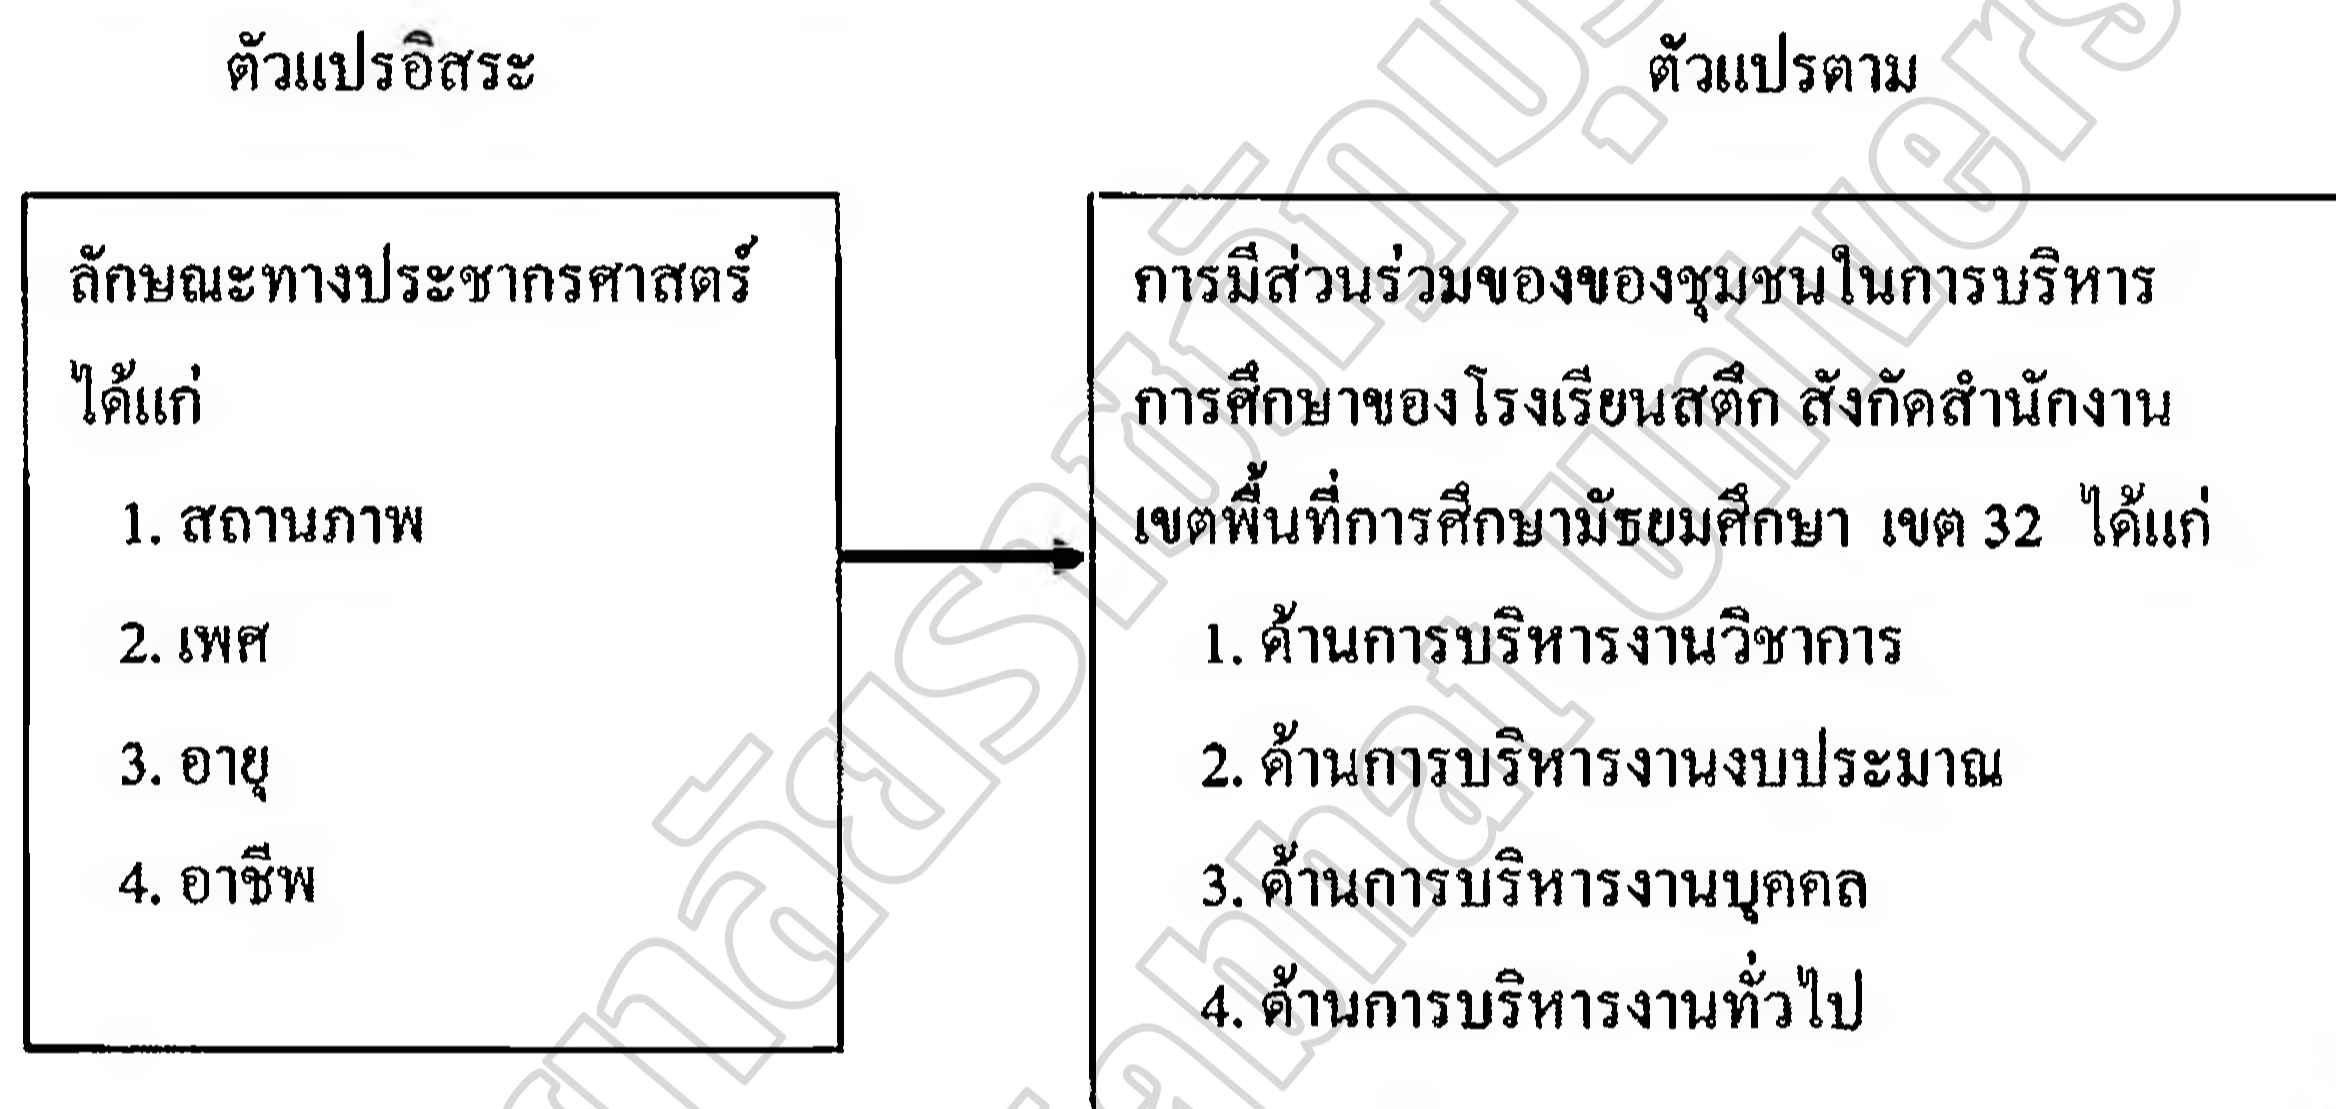 ตัวแปรอิสระ
ตัวแปรตาม
ลักษณะทางประชากรศาสตร์
ได้แก่
1. สถานภาพ
2. เพศ
3. อายุ
4. อาชีพ
การมีส่วนร่วมของของชุมชนในการบริหาร
การศึกษาของโรงเรียนสตึก สังกัดสำนักงาน
เขตพื้นที่การศึกษามัธยมศึกษา เขต 32 ได้แก่
1. ด้านการบริหารงานวิชาการ
2. ด้านการบริหารงานงบประมาณ
3. ด้านการบริหารงานบุคคล
4. ด้านการบริหารงานทั่วไป